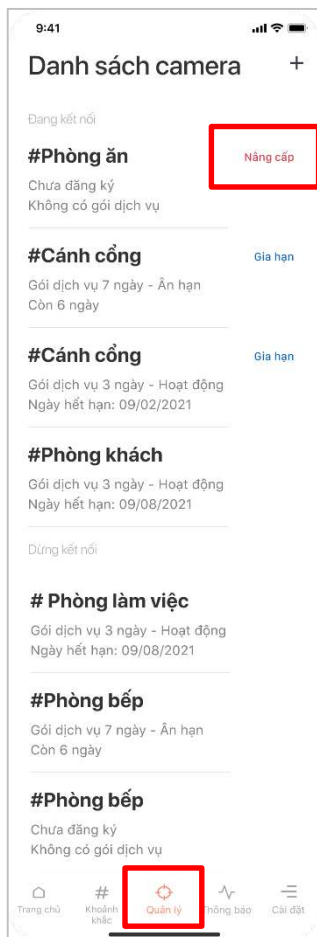 9:41
Danh sách camera +
Đang kết nối
#Phòng ăn Nâng cấp
Chưa đăng ký
Không có gói dịch vụ
#Cánh cổng Gia hạn
Gói dịch vụ 7 ngày - Ân hạn
Còn 6 ngày
#Cánh cổng Gia hạn
Gói dịch vụ 3 ngày - Hoạt động
Ngày hết hạn: 09/02/2021
#Phòng khách
Gói dịch vụ 3 ngày - Hoạt động
Ngày hết hạn: 09/08/2021
Dừng kết nối
# Phòng làm việc
Gói dịch vụ 3 ngày - Hoạt động
Ngày hết hạn: 09/08/2021
#Phòng bếp
Gói dịch vụ 7 ngày - Ân hạn
Còn 6 ngày
#Phòng bếp
Chưa đăng ký
Không có gói dịch vụ
Trang chủ Khoảnh khắc Quản lý Thông báo Cài đặt